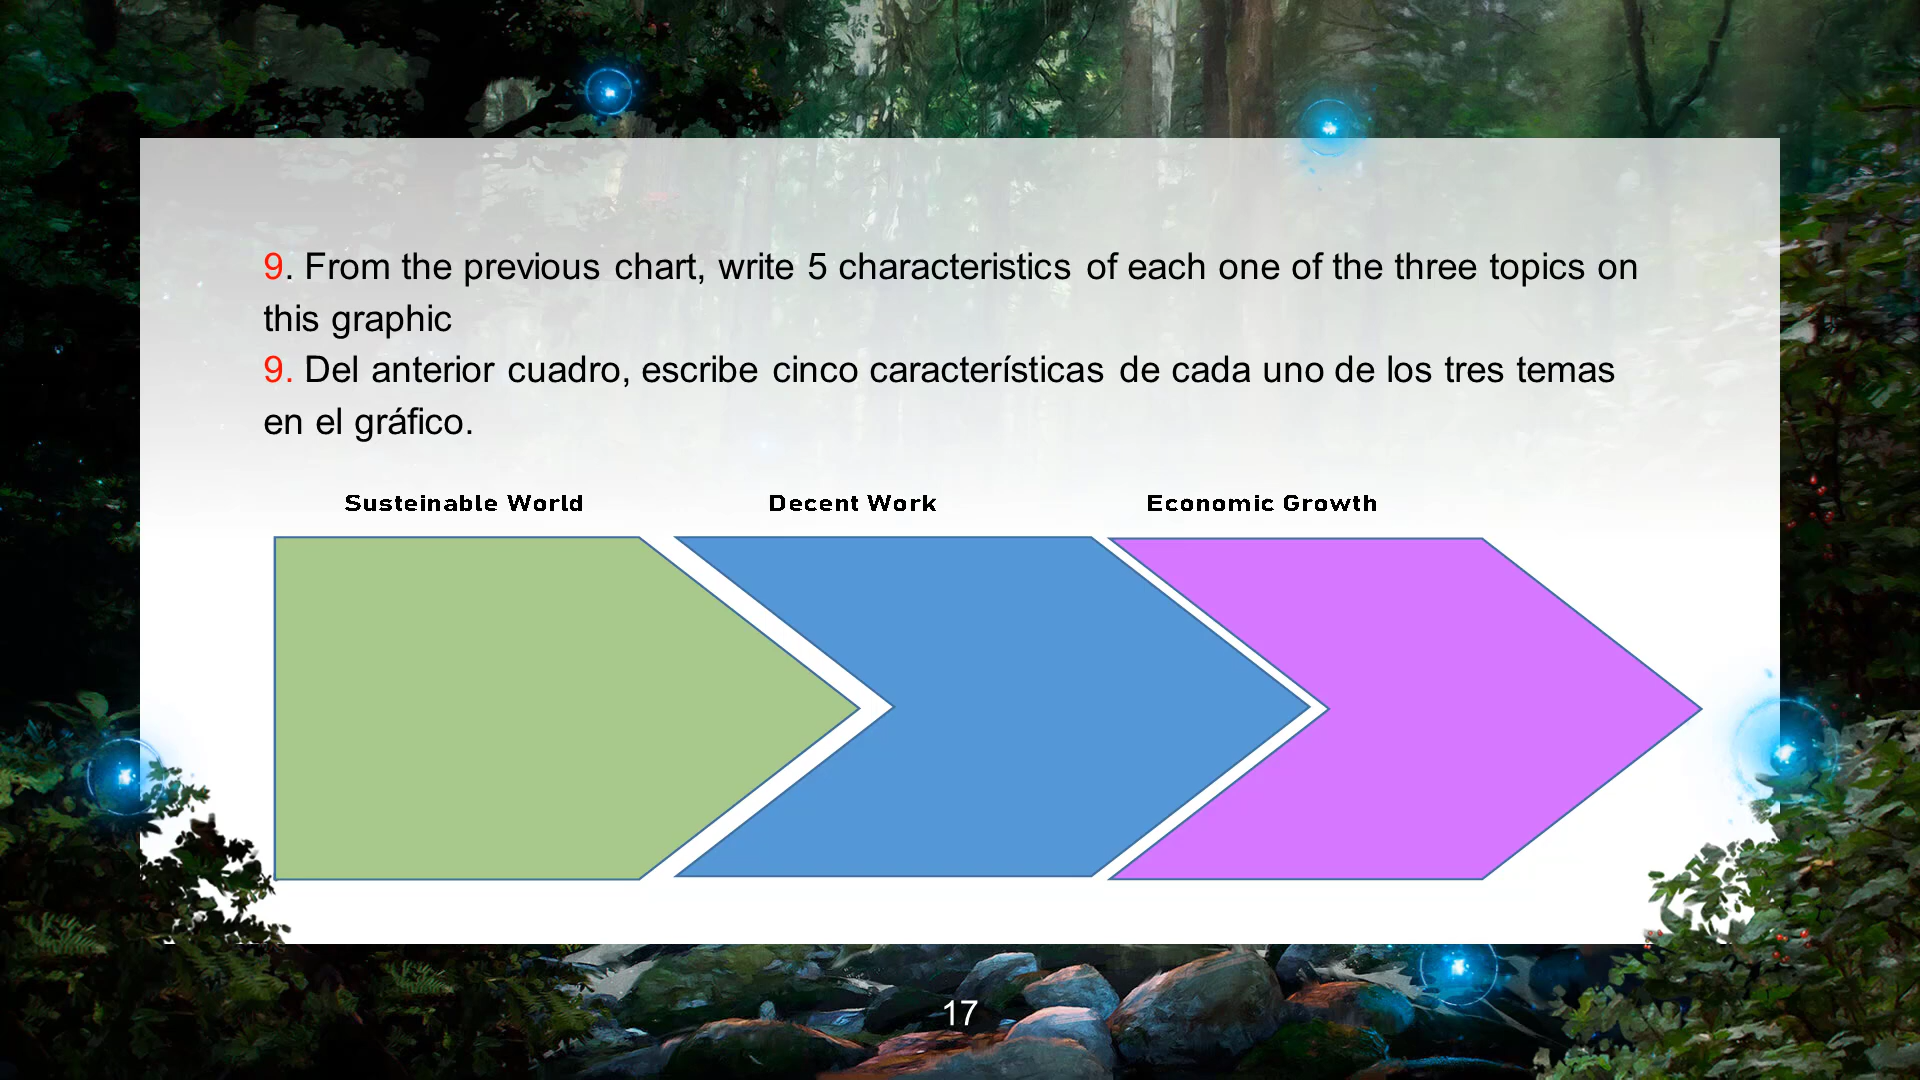 9. From the previous chart, write 5 characteristics of each one of the three topics on
this graphic
9. Del anterior cuadro, escribe cinco características de cada uno de los tres temas
en el gráfico.
Susteinable World
Decent Work
Economic Growth
17